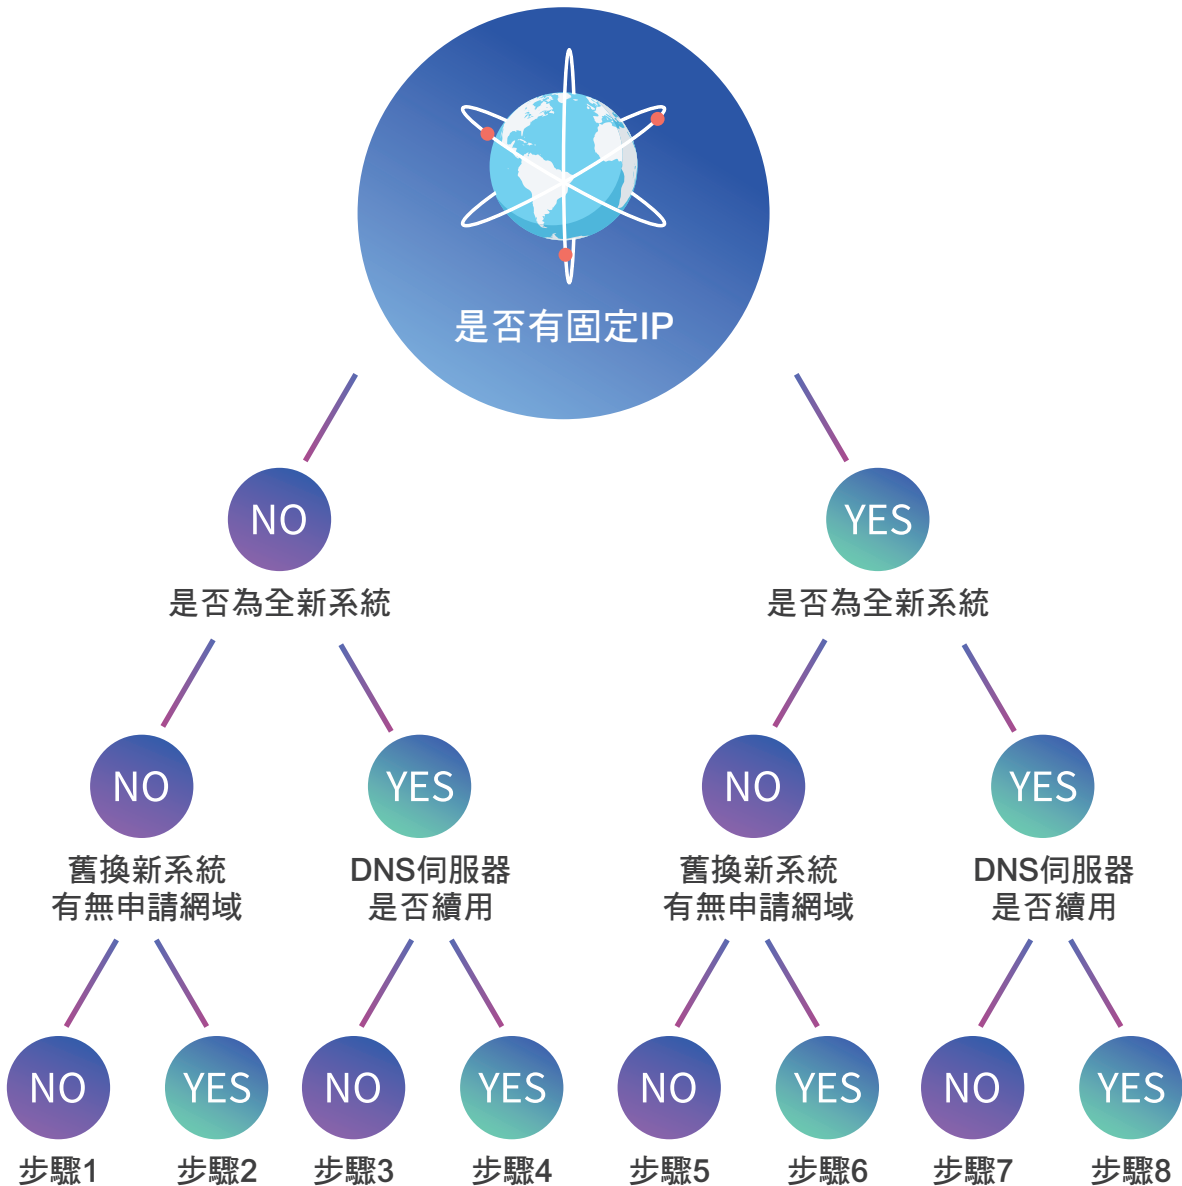 是否有固定IP
NO
YES
是否為全新系統
是否為全新系統
NO
YES
NO
YES
舊換新系統
有無申請網域
DNS伺服器
是否續用
舊換新系統
有無申請網域
DNS伺服器
是否續用
NO
YES
NO
YES
NO
YES
NO
YES
步驟1
步驟2
步驟3
步驟4
步驟5
步驟6
步驟7
步驟8